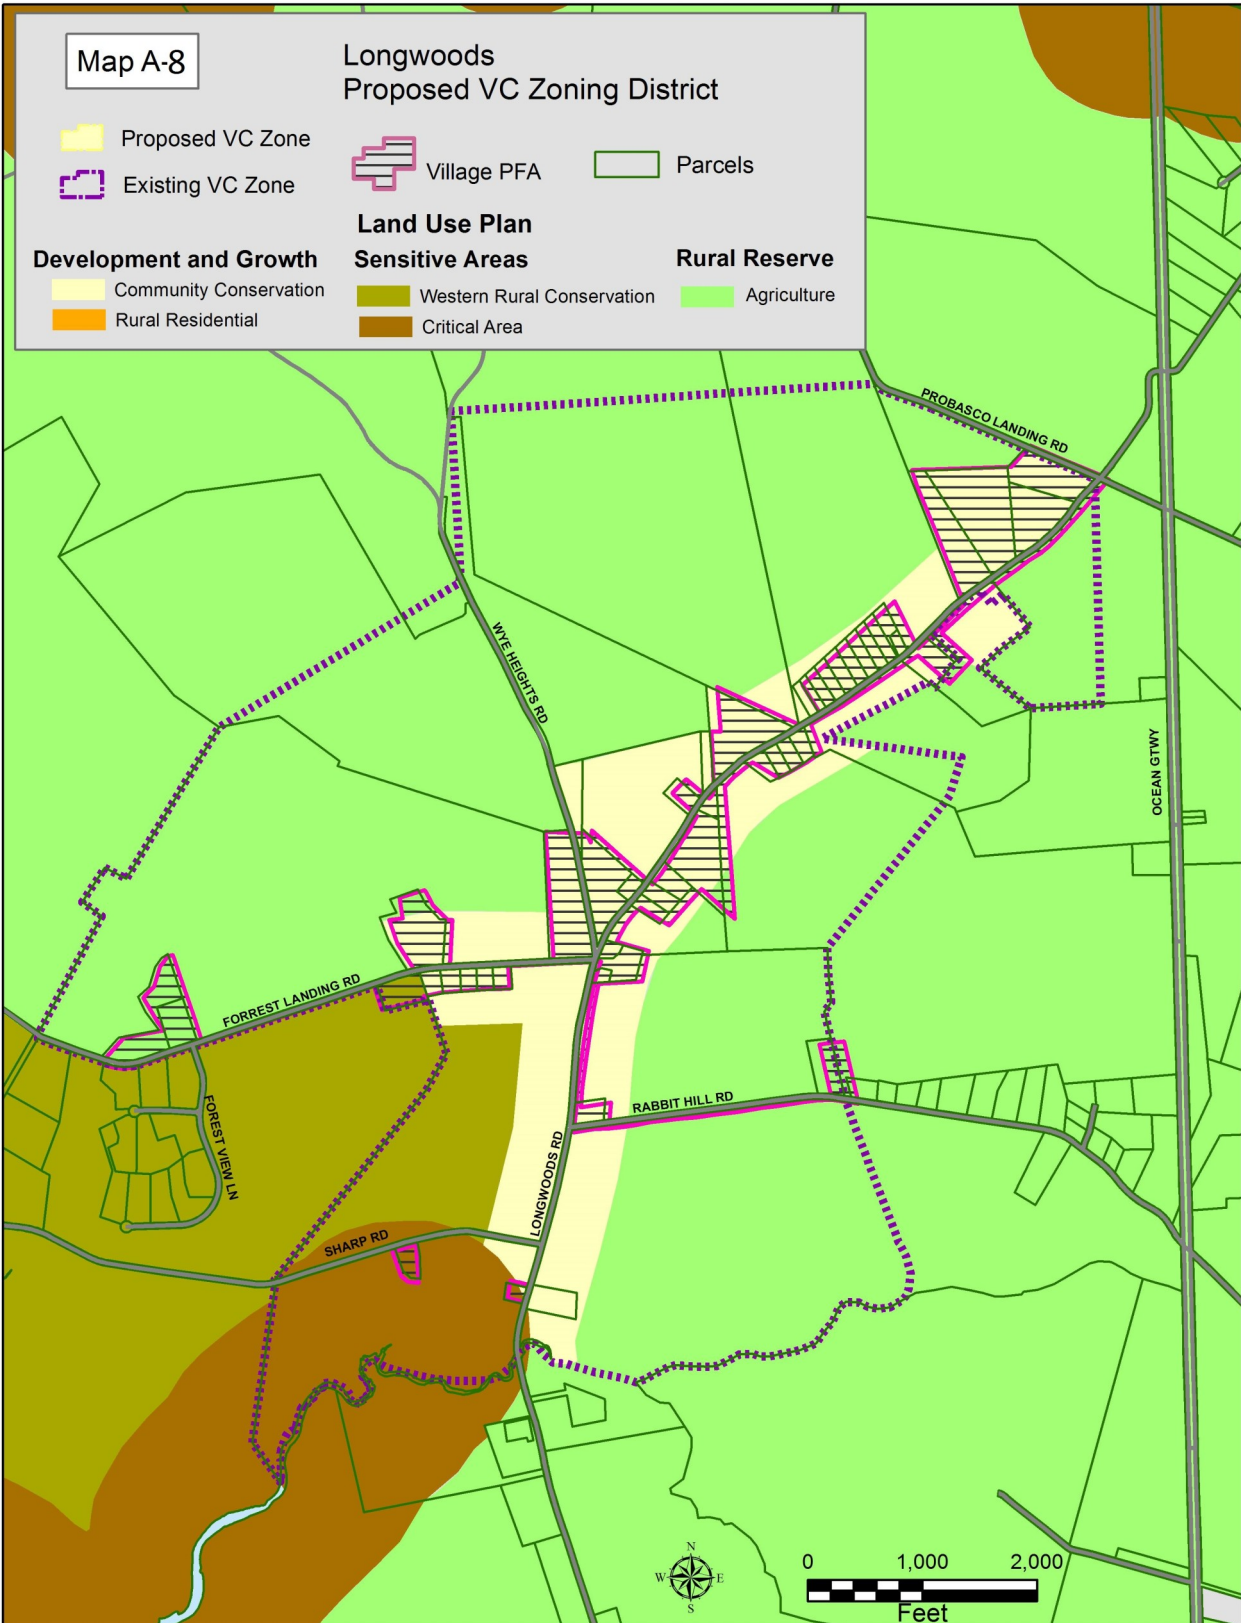 Map A-8
Longwoods
Proposed VC Zoning District
Proposed VC Zone
Existing VC Zone
Village PFA
Parcels
Land Use Plan
Development and Growth
Community Conservation
Rural Residential
Sensitive Areas
Western Rural Conservation
Critical Area
Rural Reserve
Agriculture
PROBASCO LANDING RD
WYE HEIGHTS RD
OCEAN GTWY
FORREST LANDING RD
FOREST VIEW LN
RABBIT HILL RD
LONGWOODS RD
SHARP RD
N
W E
S
0 1,000 2,000
Feet